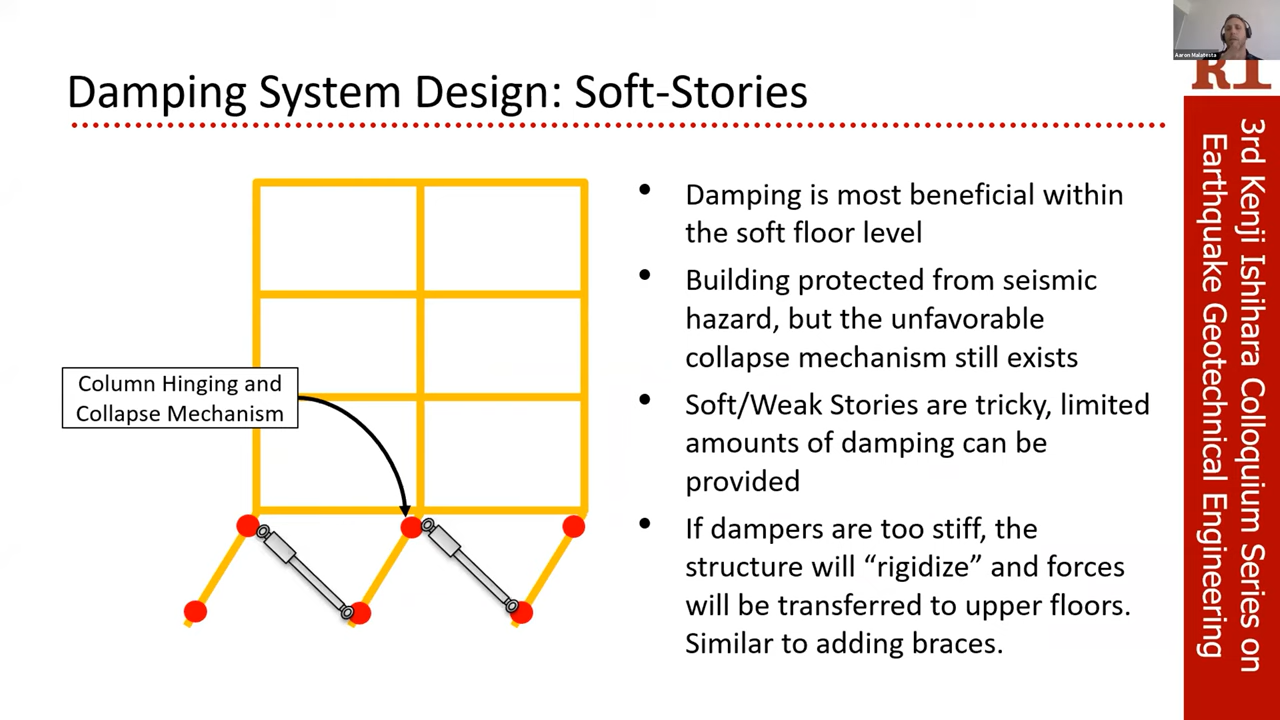 Damping System Design: Soft-Stories
Column Hinging and
Collapse Mechanism
• Damping is most beneficial within
the soft floor level
• Building protected from seismic
hazard, but the unfavorable
collapse mechanism still exists
• Soft/Weak Stories are tricky, limited
amounts of damping can be
provided
• If dampers are too stiff, the
structure will “rigidize” and forces
will be transferred to upper floors.
Similar to adding braces.
Aaron Malatesta
3rd Kenji Ishihara Colloquium Series on
Earthquake Geotechnical Engineering